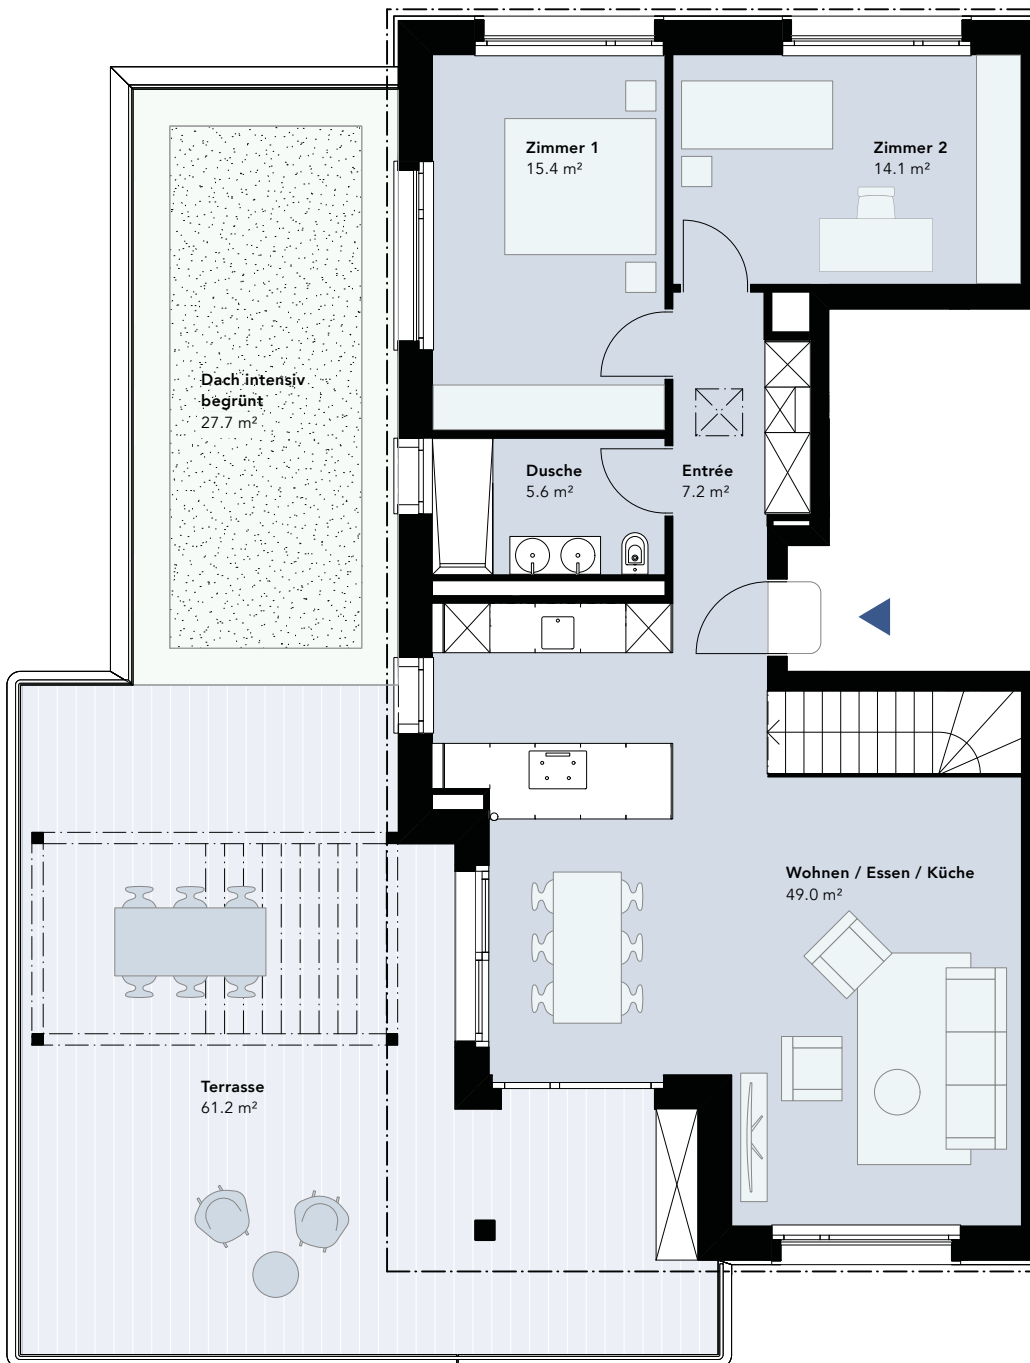 Zimmer 1
15.4 m²
Zimmer 2
14.1 m²
Dach intensiv
begrünt
27.7 m²
Dusche
5.6 m²
Entrée
7.2 m²
Wohnen / Essen / Küche
49.0 m²
Terrasse
61.2 m²